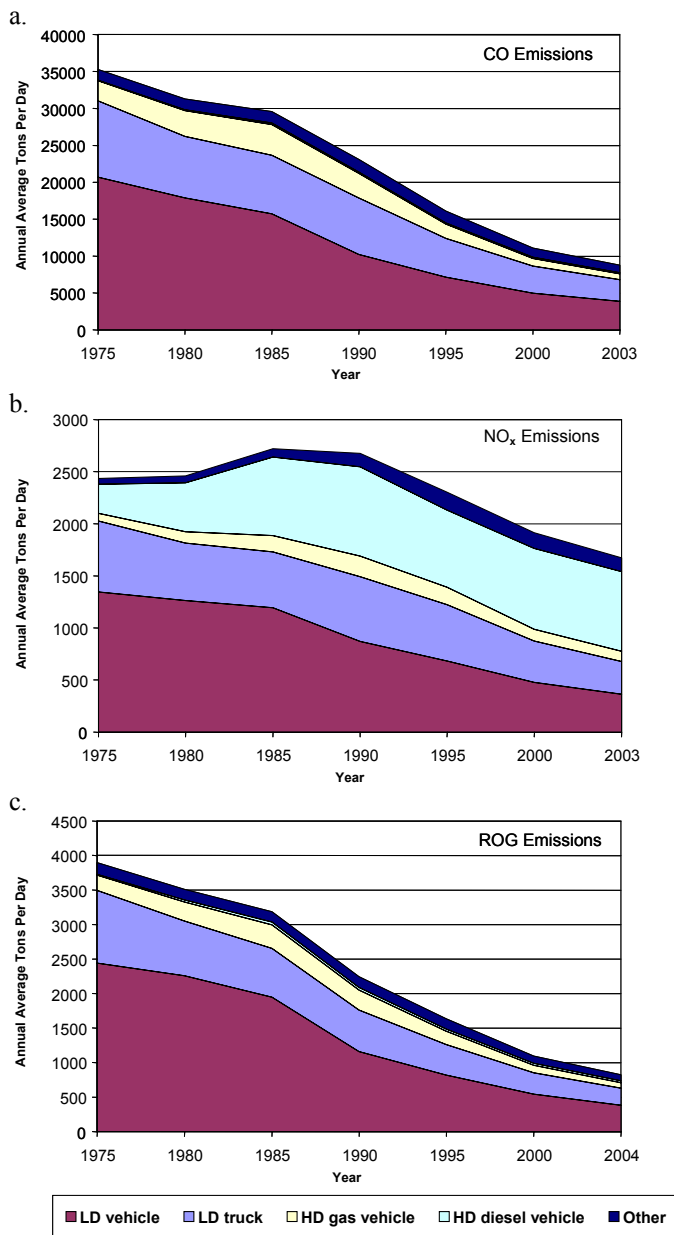 a.
CO Emissions
Annual Average Tons Per Day
40000
35000
30000
25000
20000
15000
10000
5000
0
1975 1980 1985 1990 1995 2000 2003
Year
b.
NOx Emissions
Annual Average Tons Per Day
3000
2500
2000
1500
1000
500
0
1975 1980 1985 1990 1995 2000 2003
Year
c.
ROG Emissions
Annual Average Tons Per Day
4500
4000
3500
3000
2500
2000
1500
1000
500
0
1975 1980 1985 1990 1995 2000 2004
Year
LD vehicle LD truck HD gas vehicle HD diesel vehicle Other